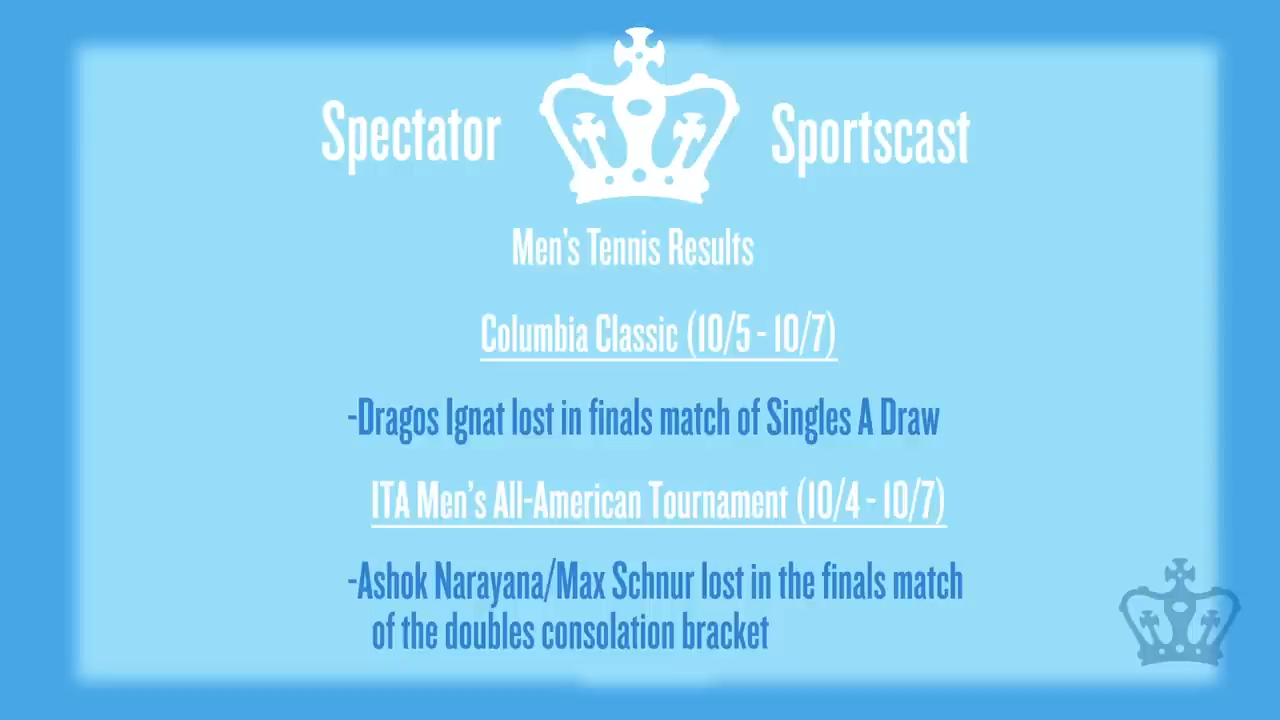 Spectator Sportscast
Men's Tennis Results
Columbia Classic (10/5 - 10/7)
-Dragos Ignat lost in finals match of Singles A Draw
ITA Men's All-American Tournament (10/4 - 10/7)
-Ashok Narayana/Max Schnur lost in the finals match
of the doubles consolation bracket